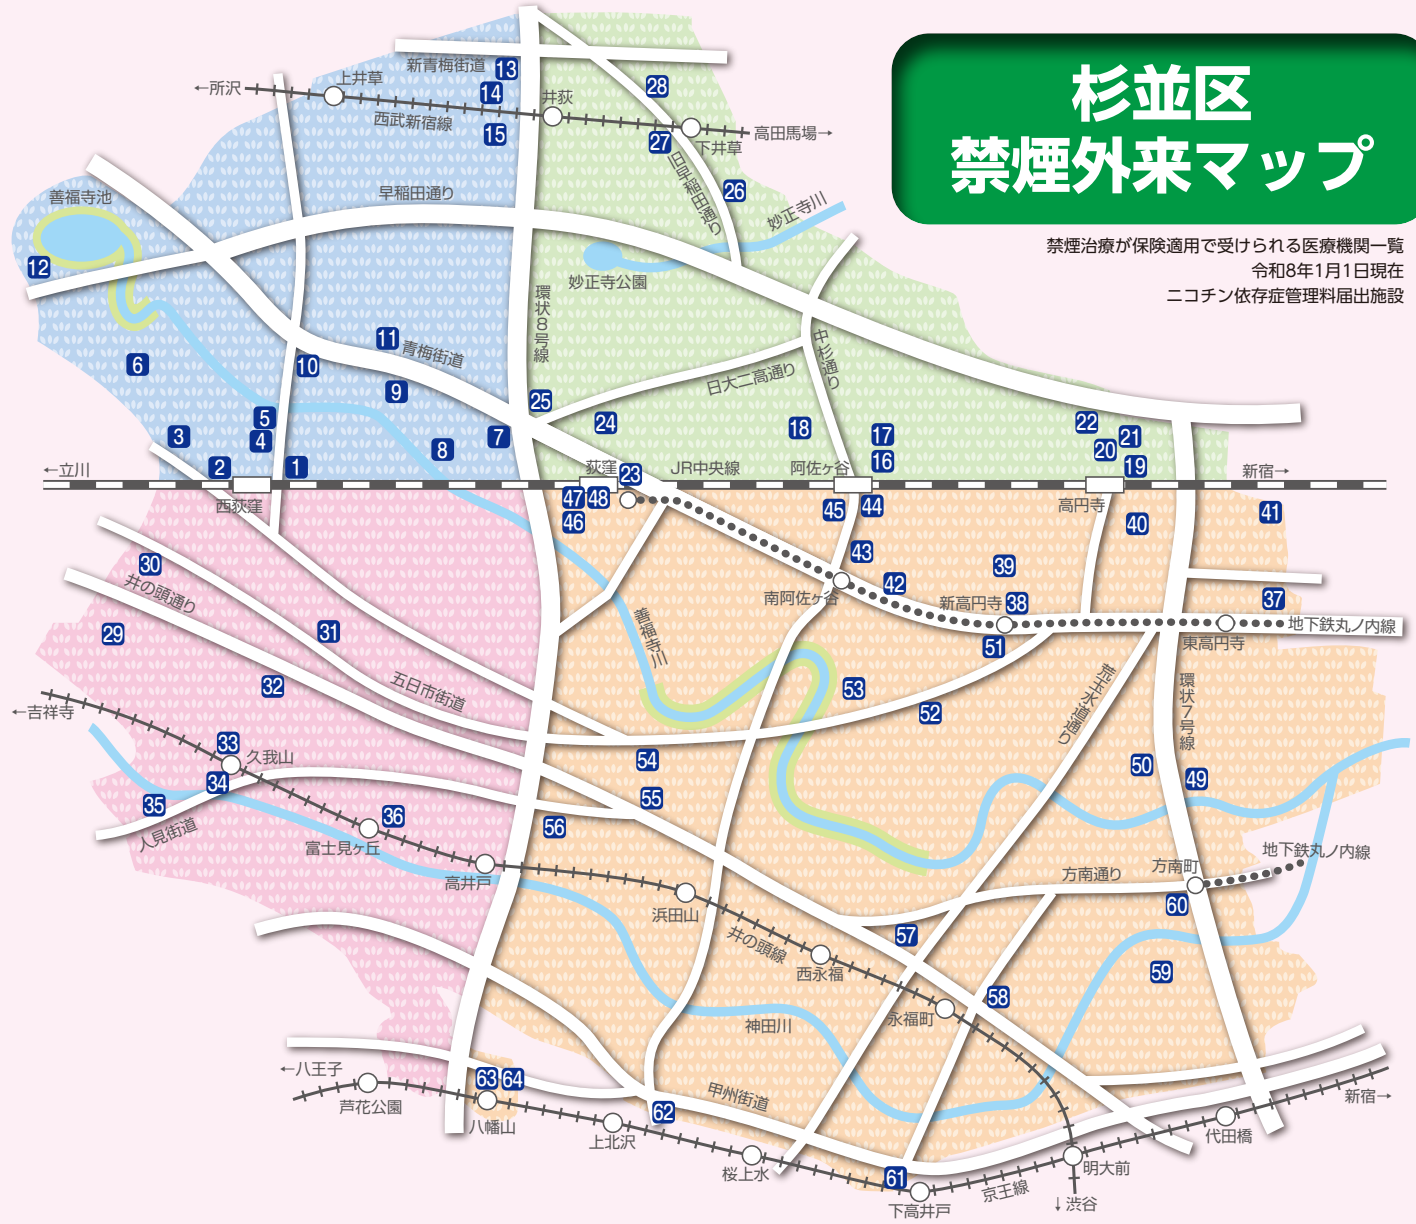 杉並区
禁煙外来マップ
禁煙治療が保険適用で受けられる医療機関一覧
令和8年1月1日現在
ニコチン依存症管理料届出施設
新青梅街道
13
28
上井草
←所沢
14
井荻
西武新宿線
15
27
下井草
高田馬場→
旧早稲田通り
26
善福寺池
早稲田通り
妙正寺川
12
妙正寺公園
環状8号線
11
青梅街道
中杉通り
6
10
9
日大二高通り
25
5
24
18
22
3
4
7
17
21
8
20
16
19
2
1
←立川
荻窪
23
JR中央線
阿佐ヶ谷
新宿→
西荻窪
47
48
46
45
44
高円寺
40
41
30
43
39
井の頭通り
42
南阿佐ヶ谷
新高円寺
38
37
29
31
善福寺川
51
地下鉄丸ノ内線
東高円寺
32
五日市街道
53
52
荒玉水道通り
環状7号線
←吉祥寺
33
久我山
54
50
49
34
35
55
人見街道
36
56
富士見ヶ丘
高井戸
方南町
地下鉄丸ノ内線
方南通り
浜田山
60
井の頭線
57
西永福
59
58
永福町
神田川
←八王子
63
64
芦花公園
甲州街道
新宿→
八幡山
62
上北沢
代田橋
桜上水
明大前
61
京王線
下高井戸
↓渋谷